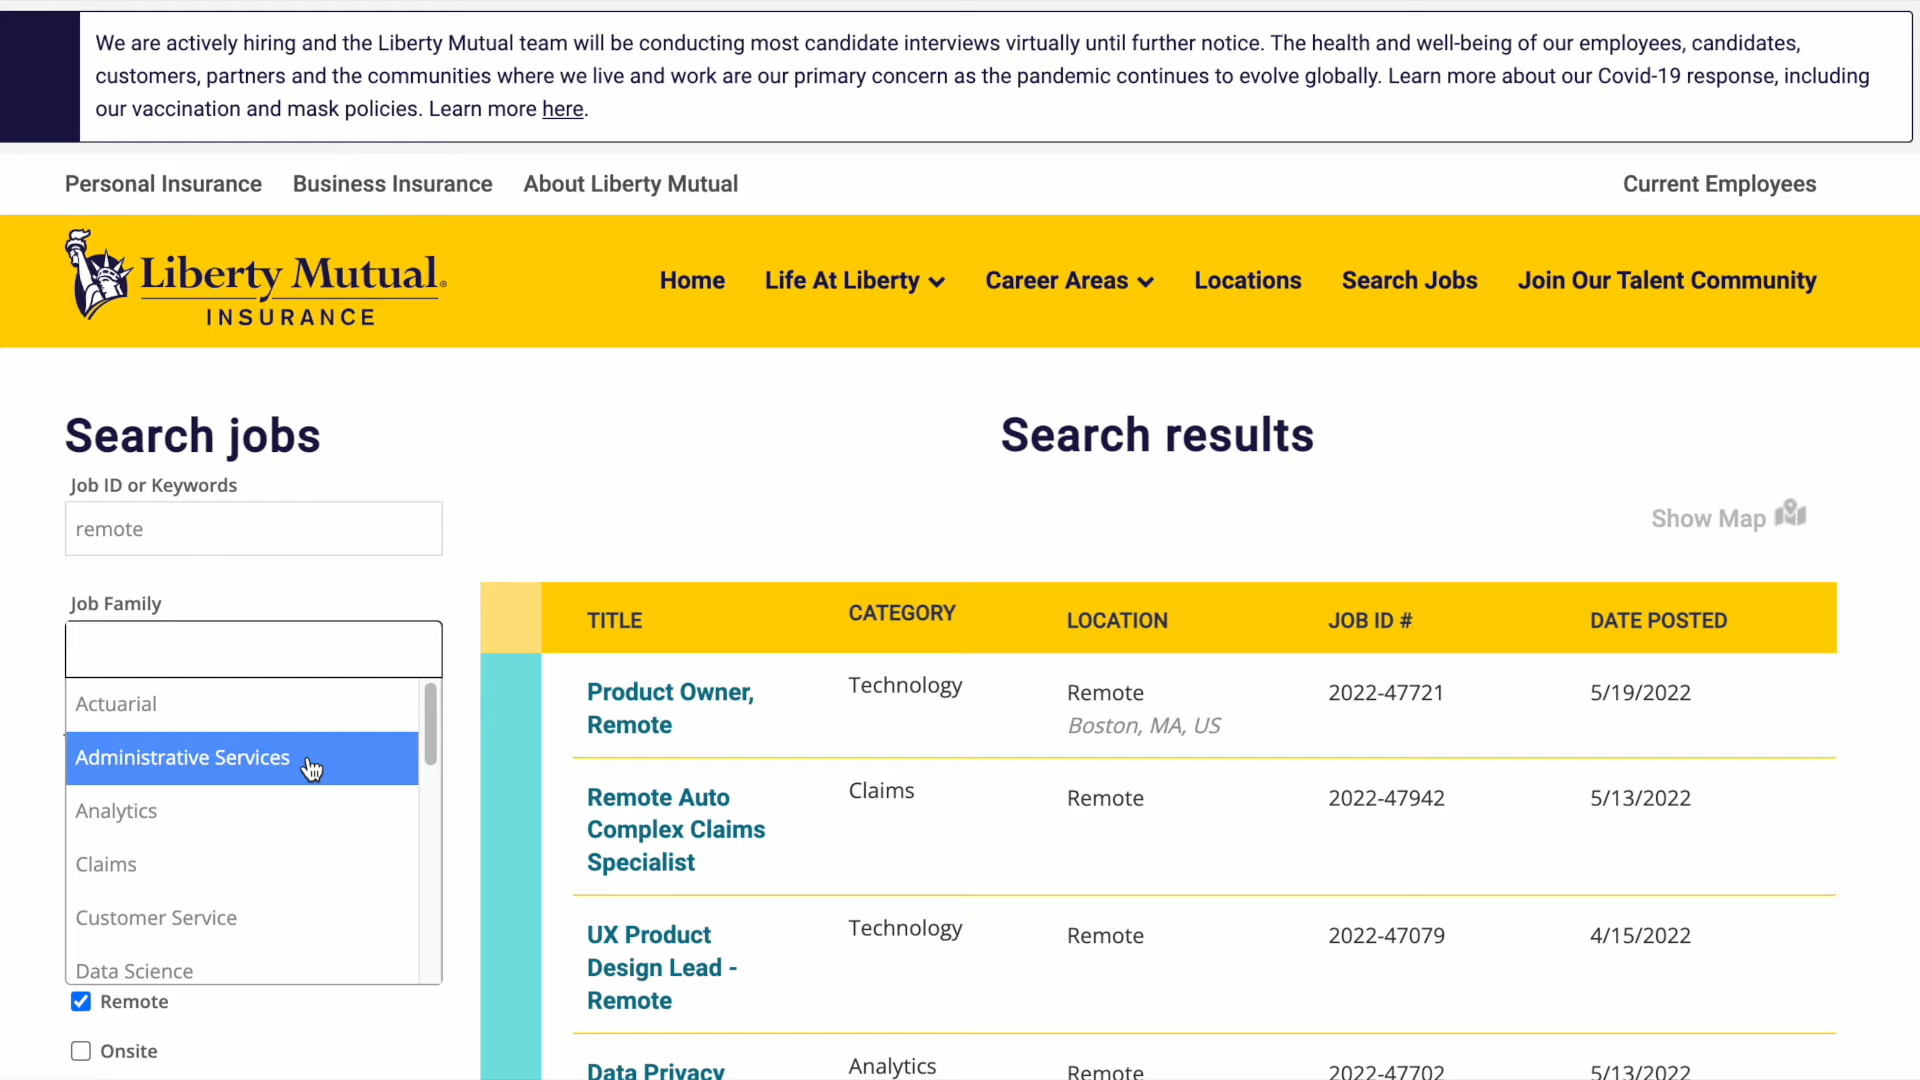 We are actively hiring and the Liberty Mutual team will be conducting most candidate interviews virtually until further notice. The health and well-being of our employees, candidates,
customers, partners and the communities where we live and work are our primary concern as the pandemic continues to evolve globally. Learn more about our Covid-19 response, including
our vaccination and mask policies. Learn more here.
Personal Insurance Business Insurance About Liberty Mutual Current Employees
Liberty Mutual.
INSURANCE
Home Life At Liberty Career Areas Locations Search Jobs Join Our Talent Community
Search jobs
Job ID or Keywords
remote
Job Family
Actuarial
Administrative Services
Analytics
Claims
Customer Service
Data Science
Remote
Onsite
Search results
Show Map
TITLE CATEGORY LOCATION JOB ID # DATE POSTED
Product Owner, Technology Remote 2022-47721 5/19/2022
Remote Boston, MA, US
Remote Auto Claims Remote 2022-47942 5/13/2022
Complex Claims
Specialist
UX Product Technology Remote 2022-47079 4/15/2022
Design Lead -
Remote
Data Privacy Analytics Remote 2022-47702 5/13/2022